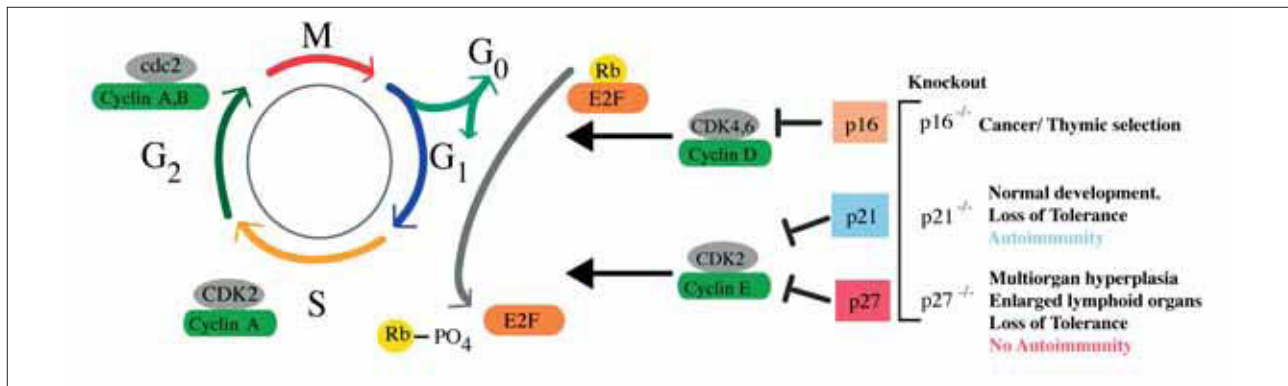 M
G0
G1
S
G2
cdc2
Cyclin A,B
CDK2
Cyclin A
Rb
E2F
Rb–PO4
E2F
CDK4,6
Cyclin D
CDK2
Cyclin E
p16
p21
p27
Knockout
p16 -/- Cancer/ Thymic selection
p21 -/- Normal development.
Loss of Tolerance
Autoimmunity
p27 -/- Multiorgan hyperplasia
Enlarged lymphoid organs
Loss of Tolerance
No Autoimmunity